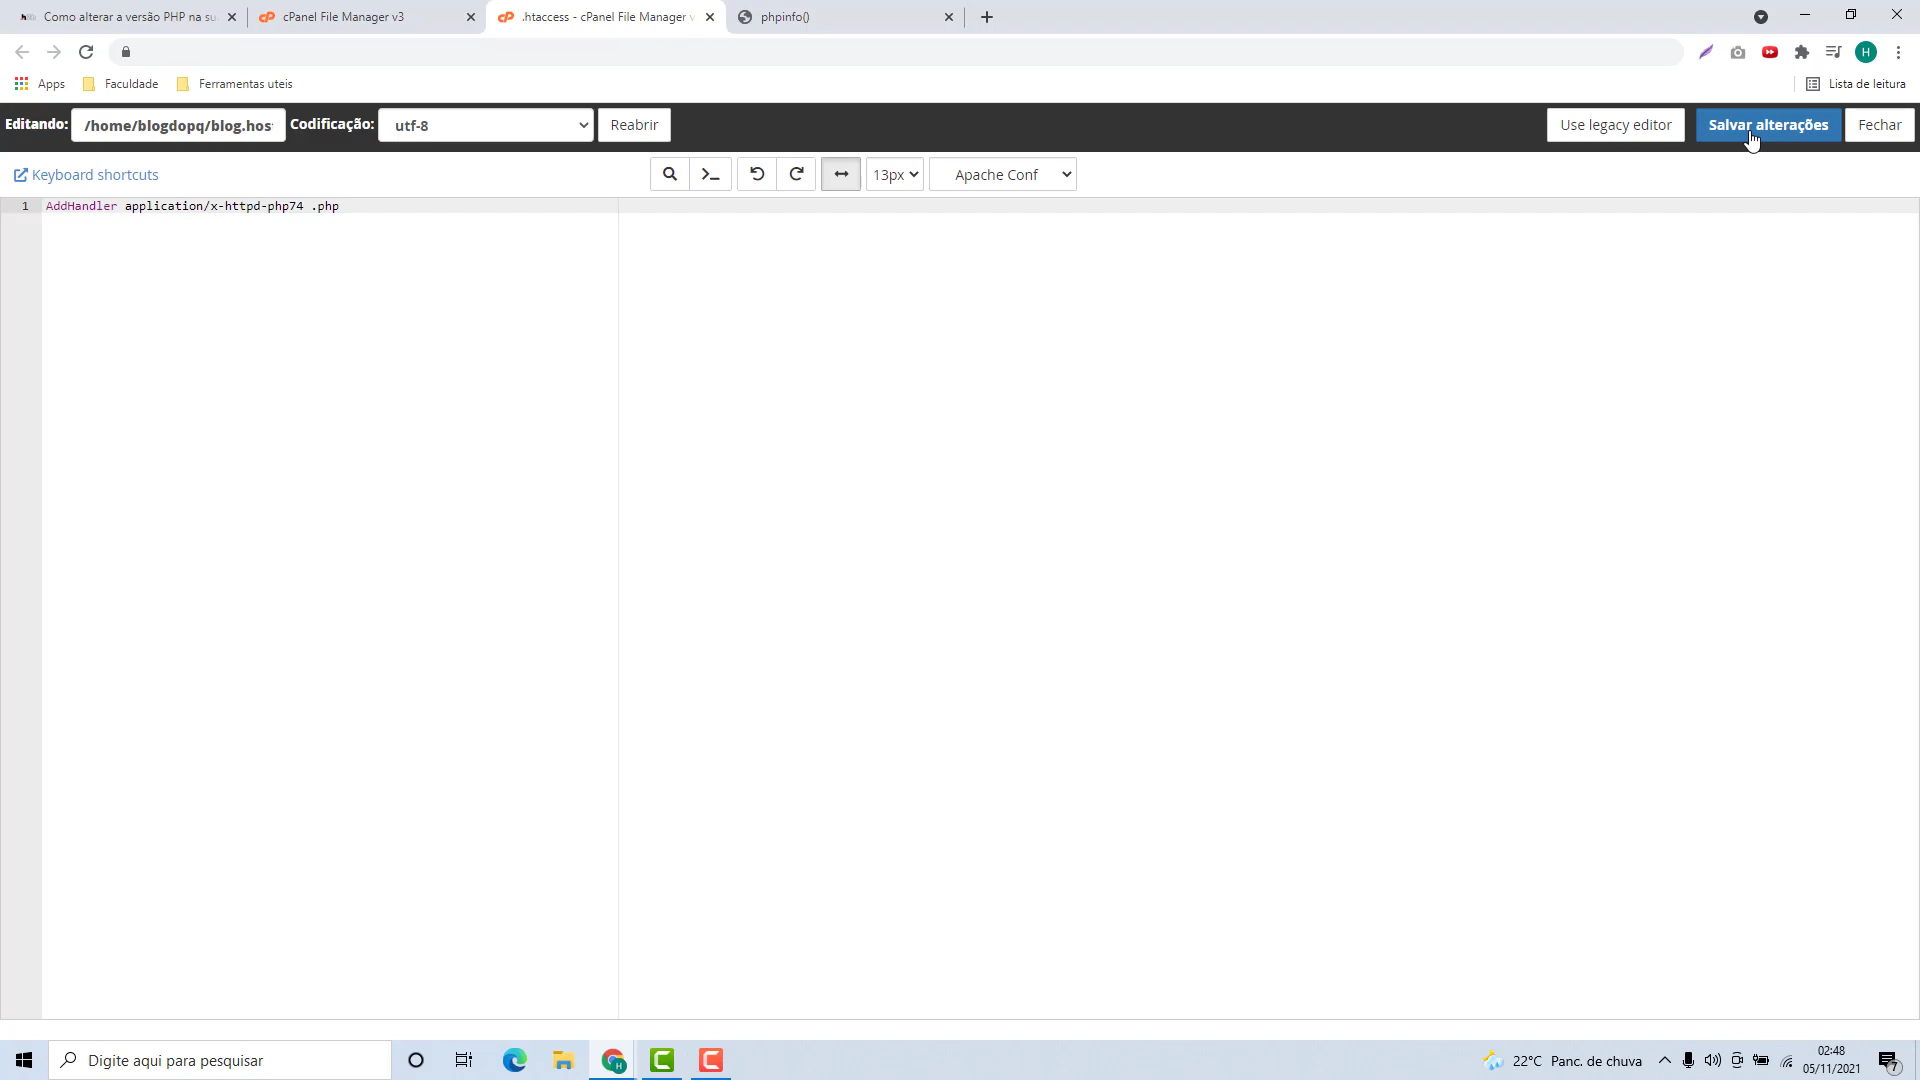 Como alterar a versão PHP na su
cPanel File Manager v3
.htaccess - cPanel File Manager v
phpinfo()
H
Apps
Faculdade
Ferramentas uteis
Lista de leitura
Editando:
/home/blogdopq/blog.hos
Codificação:
utf-8
Reabrir
Use legacy editor
Salvar alterações
Fechar
Keyboard shortcuts
13px
Apache Conf
1
AddHandler application/x-httpd-php74 .php
Digite aqui para pesquisar
22°C Panc. de chuva
02:48
05/11/2021
7